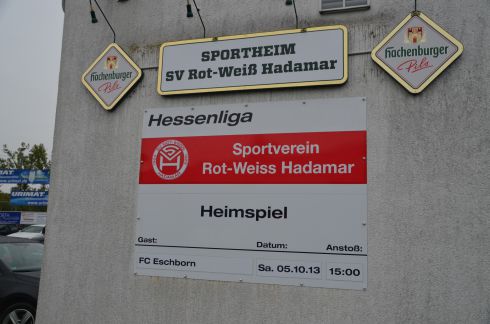 Hachenburger
Pils
SPORTHEIM
SV Rot-Weiß Hadamar
Hachenburger
Pils
Hessenliga
Sportverein
Rot-Weiss Hadamar
Heimspiel
Gast: Datum: Anstoß:
FC Eschborn Sa. 05.10.13 15:00
URIMAT